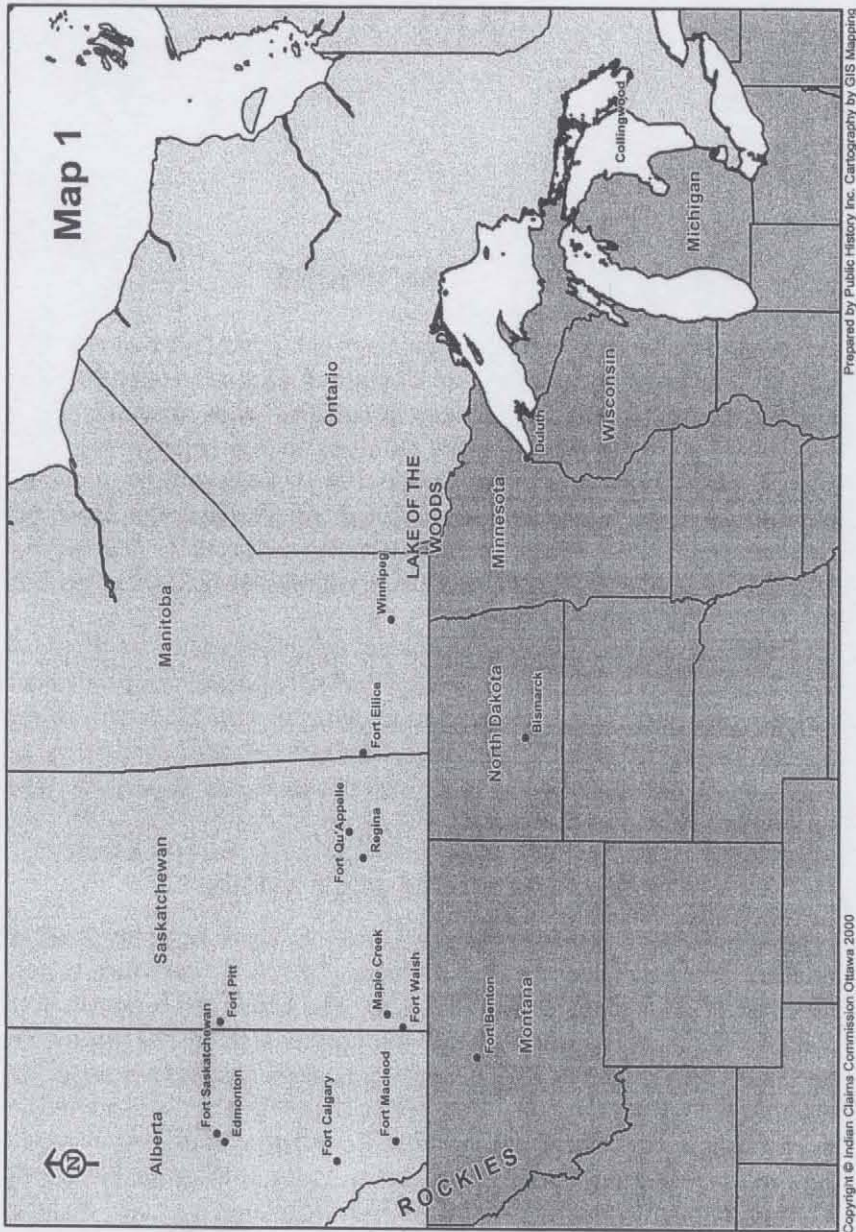 Map 1
N
Alberta
Saskatchewan
Manitoba
Ontario
Fort Saskatchewan
Edmonton
Fort Pitt
Fort Calgary
Fort Macleod
Maple Creek
Fort Walsh
Fort Qu'Appelle
Regina
Fort Ellice
Winnipeg
LAKE OF THE
WOODS
ROCKIES
Fort Benton
Montana
North Dakota
Bismarck
Minnesota
Duluth
Wisconsin
Michigan
Collingwood
Copyright © Indian Claims Commission Ottawa 2000
Prepared by Public History Inc. Cartography by GIS Mapping